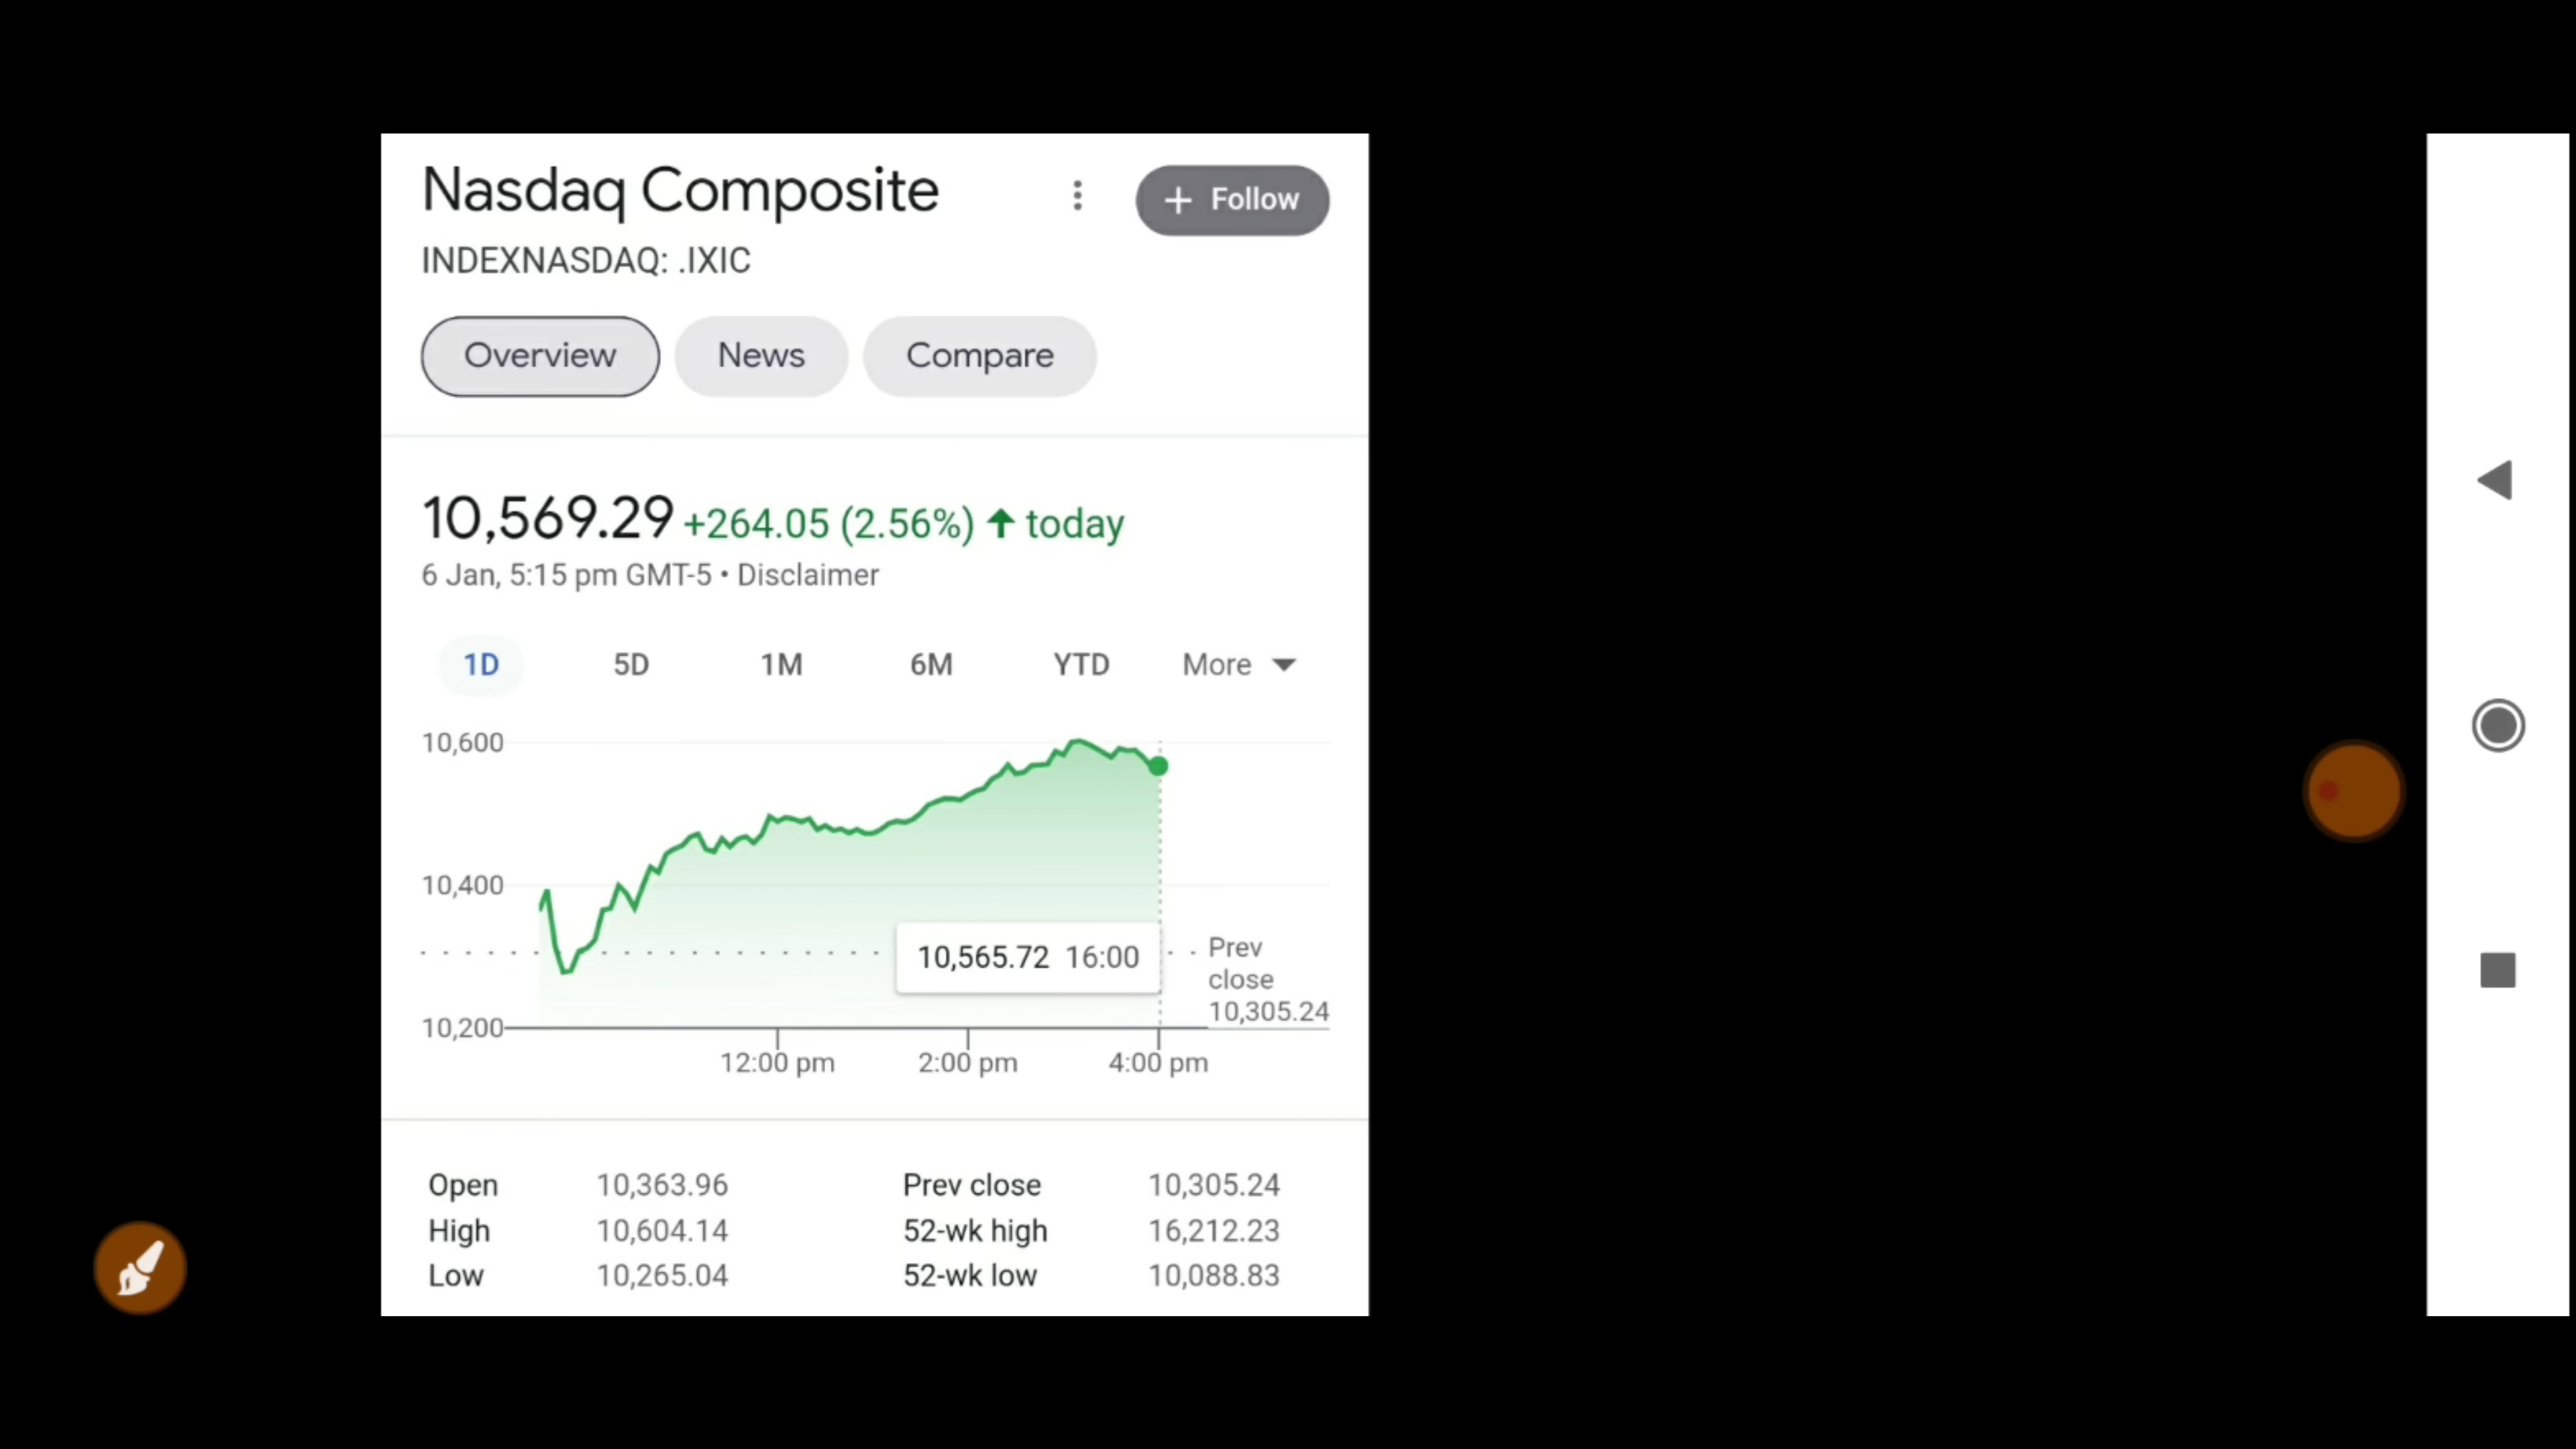 Nasdaq Composite
+ Follow
INDEXNASDAQ: .IXIC
Overview News Compare
10,569.29 +264.05 (2.56%) ↑ today
6 Jan, 5:15 pm GMT-5 • Disclaimer
1D 5D 1M 6M YTD More
10,600
10,400
10,200
10,565.72 16:00
Prev
close
10,305.24
12:00 pm 2:00 pm 4:00 pm
Open 10,363.96 Prev close 10,305.24
High 10,604.14 52-wk high 16,212.23
Low 10,265.04 52-wk low 10,088.83